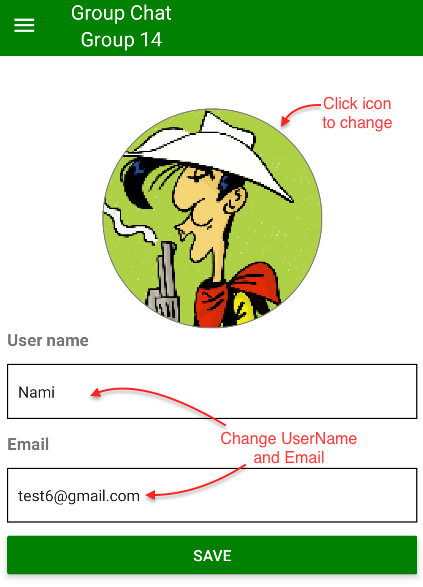 Group Chat
Group 14
Click icon
to change
User name
Nami
Change UserName
and Email
Email
test6@gmail.com
SAVE